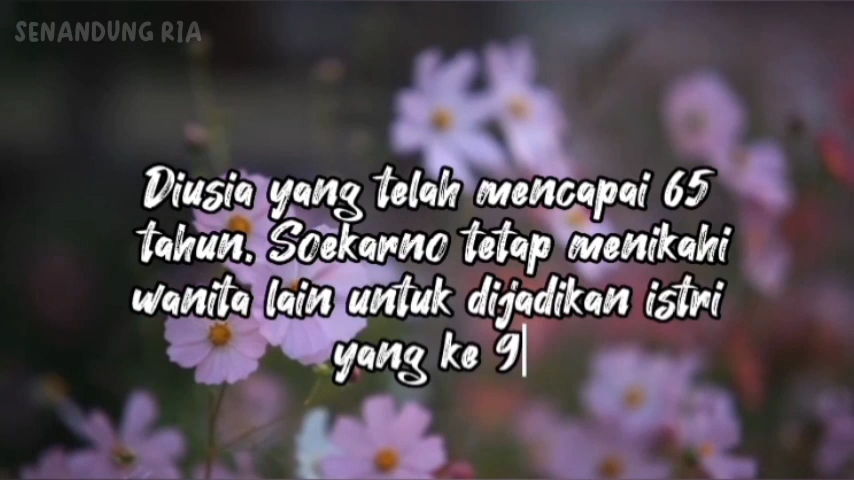 SENANDUNG RIA
Diusia yang telah mencapai 65
tahun. Soekarno tetap menikahi
wanita lain untuk dijadikan istri
yang ke 9